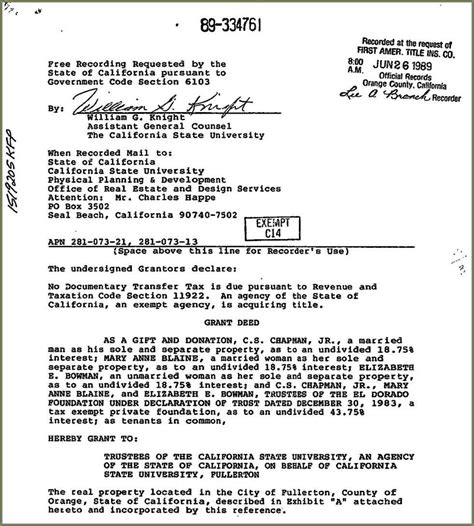 89-334761
Recorded at the request of
FIRST AMER. TITLE INS. CO.
8:00
A.M.
JUN 26 1989
Official Records
Orange County, California
Lee A Branch Recorder
Free Recording Requested by the
State of California pursuant to
Government Code Section 6103
By: William G. Knight
William G. Knight
Assistant General Counsel
The California State University
When Recorded Mail to:
State of California
California State University
Physical Planning & Development
Office of Real Estate and Design Services
Attention: Mr. Charles Happe
PO Box 3502
Seal Beach, California 90740-7502
EXEMPT
C14
APN 281-073-21, 281-073-13
(Space above this line for Recorder's Use)
The undersigned Grantors declare:
No Documentary Transfer Tax is due pursuant to Revenue and
Taxation Code Section 11922. An agency of the State of
California, an exempt agency, is acquiring title.
GRANT DEED
AS A GIFT AND DONATION, C.S. CHAPMAN, JR., a married
man as his sole and separate property, as to an undivided 18.75%
interest; MARY ANNE BLAINE, a married woman as her sole and
separate property, as to an undivided 18.75% interest; ELIZABETH
E. BOWMAN, an unmarried woman as her sole and separate property,
as to an undivided 18.75% interest; and C.S. CHAPMAN, JR., MARY
ANNE BLAINE, and ELIZABETH E. BOWMAN, TRUSTEES OF THE EL DORADO
FOUNDATION UNDER DECLARATION OF TRUST DATED DECEMBER 30, 1983, a
tax exempt private foundation, as to an undivided 43.75%
interest; as tenants in common,
HEREBY GRANT TO:
TRUSTEES OF THE CALIFORNIA STATE UNIVERSITY, AN AGENCY
OF THE STATE OF CALIFORNIA, ON BEHALF OF CALIFORNIA
STATE UNIVERSITY, FULLERTON
The real property located in the City of Fullerton, County of
Orange, State of California, described in Exhibit "A" attached
hereto and incorporated by this reference.